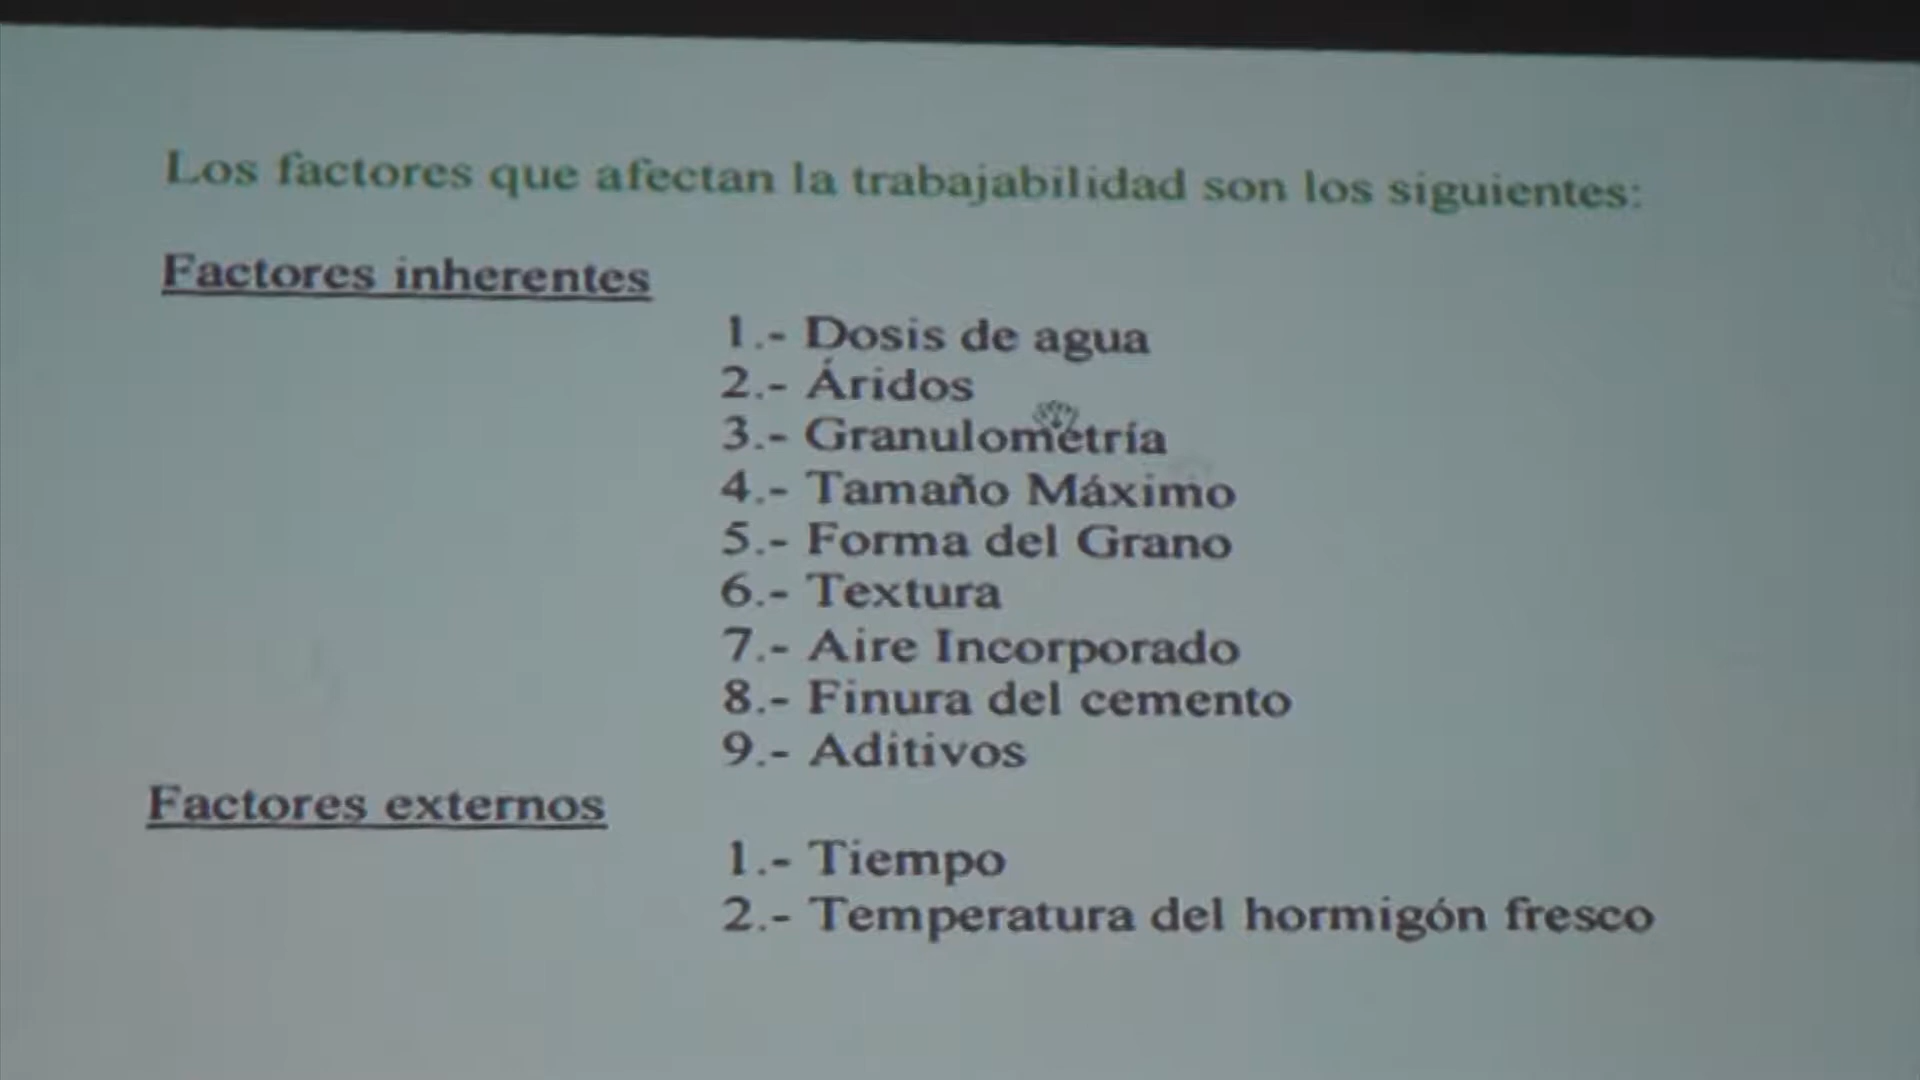 Los factores que afectan la trabajabilidad son los siguientes:
Factores inherentes
1.- Dosis de agua
2.- Áridos
3.- Granulometría
4.- Tamaño Máximo
5.- Forma del Grano
6.- Textura
7.- Aire Incorporado
8.- Finura del cemento
9.- Aditivos
Factores externos
1.- Tiempo
2.- Temperatura del hormigón fresco